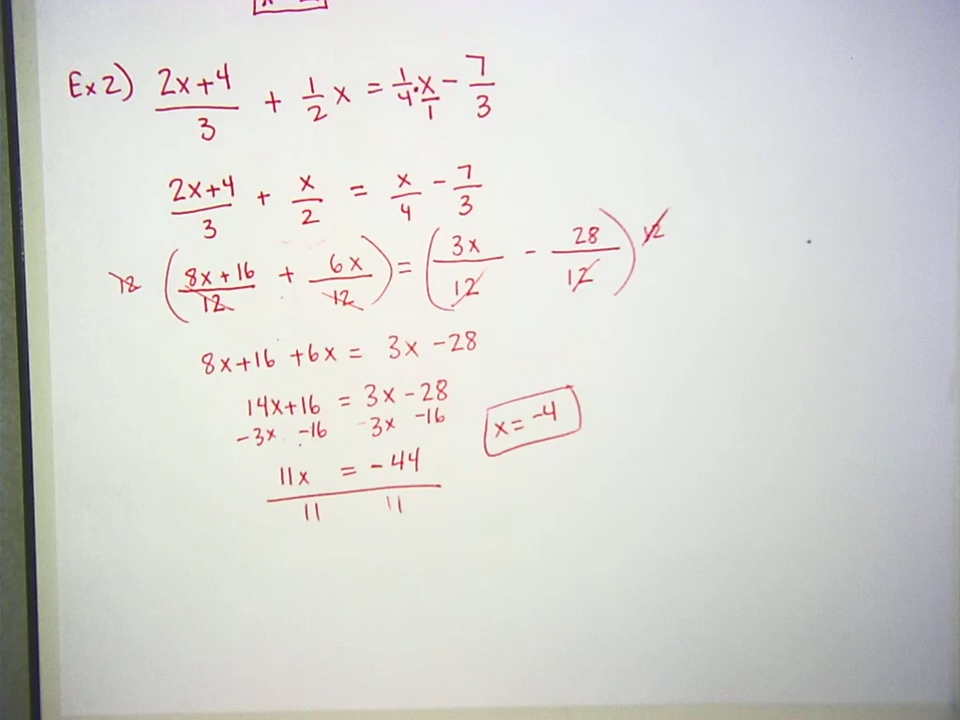 Ex 2) (2x+4)/3 + 1/2 x = 1/4 · x/1 - 7/3
(2x+4)/3 + x/2 = x/4 - 7/3
12 ( (8x+16)/12 + 6x/12 ) = ( 3x/12 - 28/12 ) 12
8x+16 +6x = 3x -28
14x+16 = 3x -28
-3x -16 -3x -16
11x = -44
11 11
x = -4